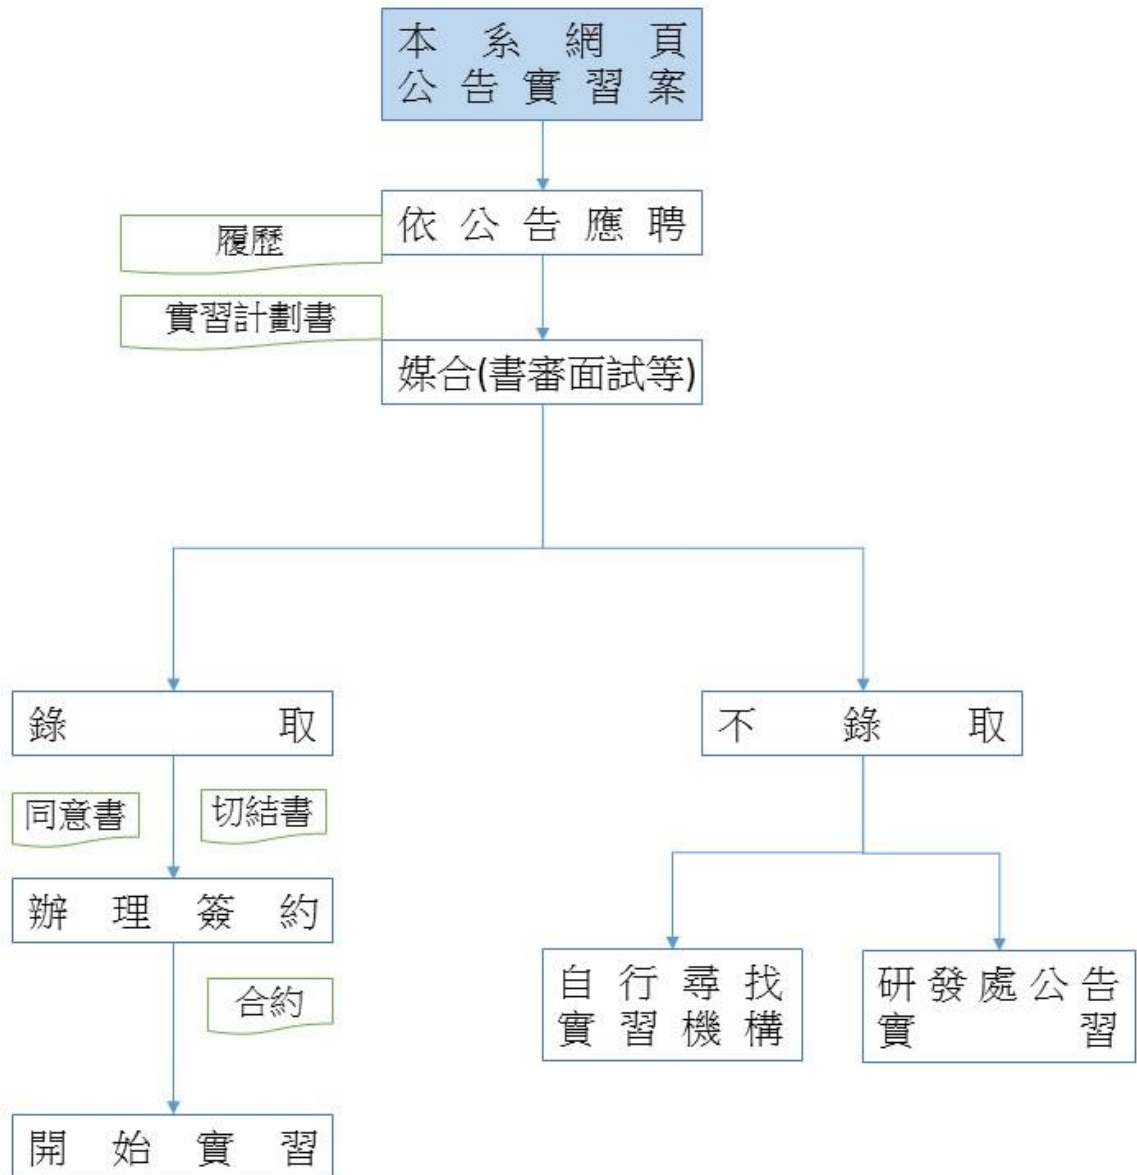 本系網頁
公告實習案
依公告應聘
履歷
實習計劃書
媒合(書審面試等)
錄取
不錄取
同意書
切結書
辦理簽約
合約
自行尋找
實習機構
研發處公告
實習
開始實習